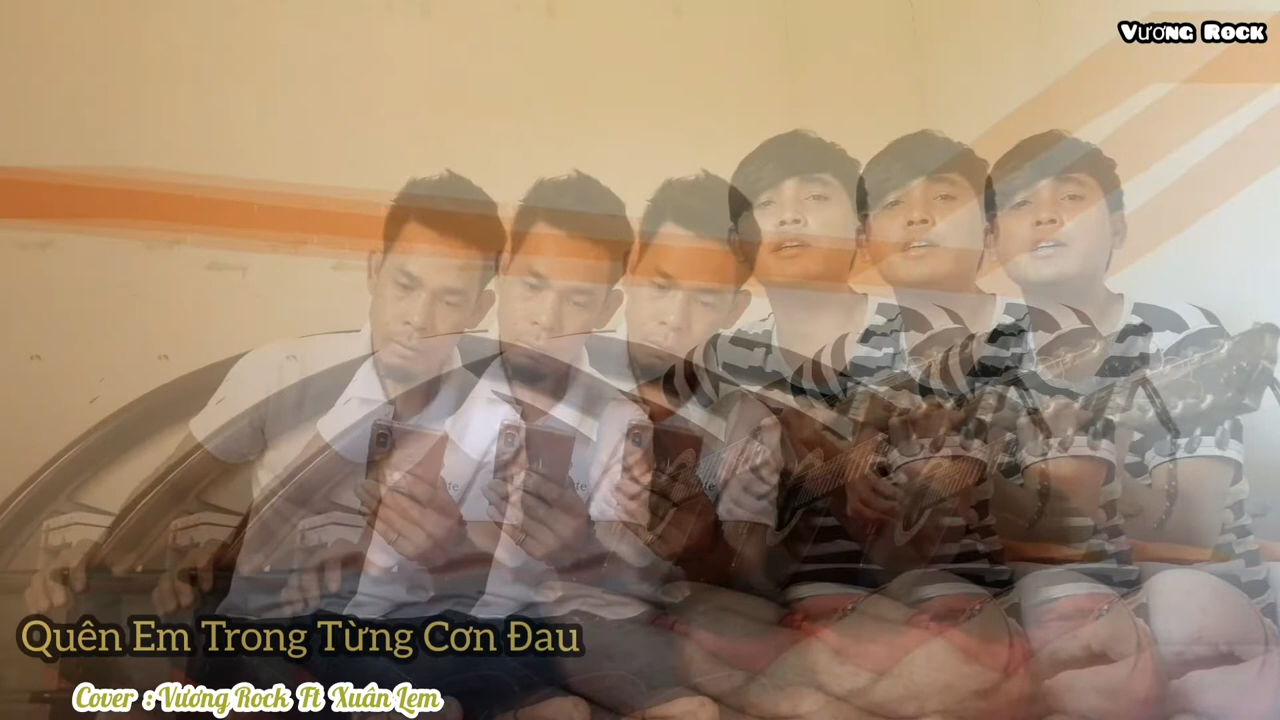 Vương Rock
Quên Em Trong Từng Cơn Đau
Cover : Vương Rock Ft Xuân Lem